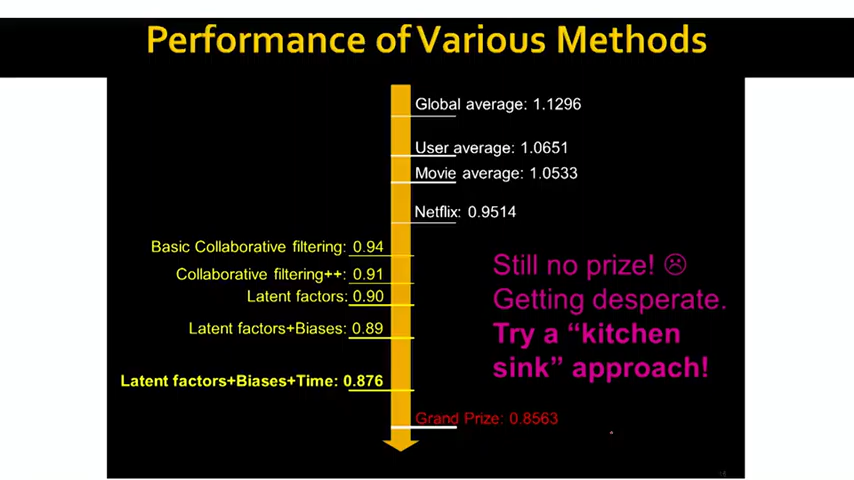 Performance of Various Methods
Global average: 1.1296
User average: 1.0651
Movie average: 1.0533
Netflix: 0.9514
Basic Collaborative filtering: 0.94
Collaborative filtering++: 0.91
Latent factors: 0.90
Latent factors+Biases: 0.89
Latent factors+Biases+Time: 0.876
Still no prize! ☹
Getting desperate.
Try a “kitchen
sink” approach!
Grand Prize: 0.8563